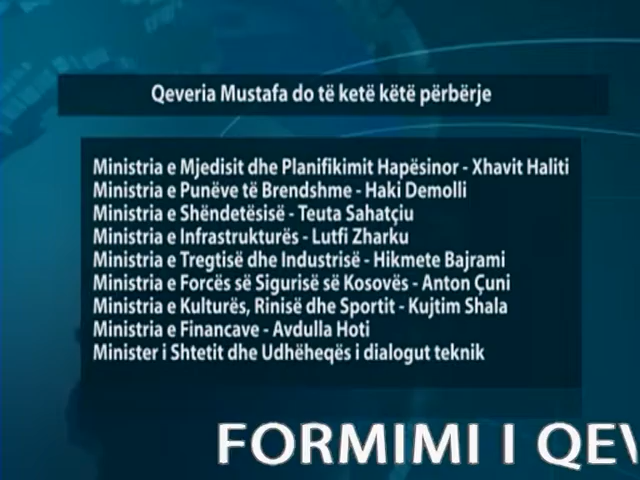 Qeveria Mustafa do të ketë këtë përbërje
Ministria e Mjedisit dhe Planifikimit Hapësinor - Xhavit Haliti
Ministria e Punëve të Brendshme - Haki Demolli
Ministria e Shëndetësisë - Teuta Sahatçiu
Ministria e Infrastrukturës - Lutfi Zharku
Ministria e Tregtisë dhe Industrisë - Hikmete Bajrami
Ministria e Forcës së Sigurisë së Kosovës - Anton Çuni
Ministria e Kulturës, Rinisë dhe Sportit - Kujtim Shala
Ministria e Financave - Avdulla Hoti
Minister i Shtetit dhe Udhëheqës i dialogut teknik
FORMIMI I QEV